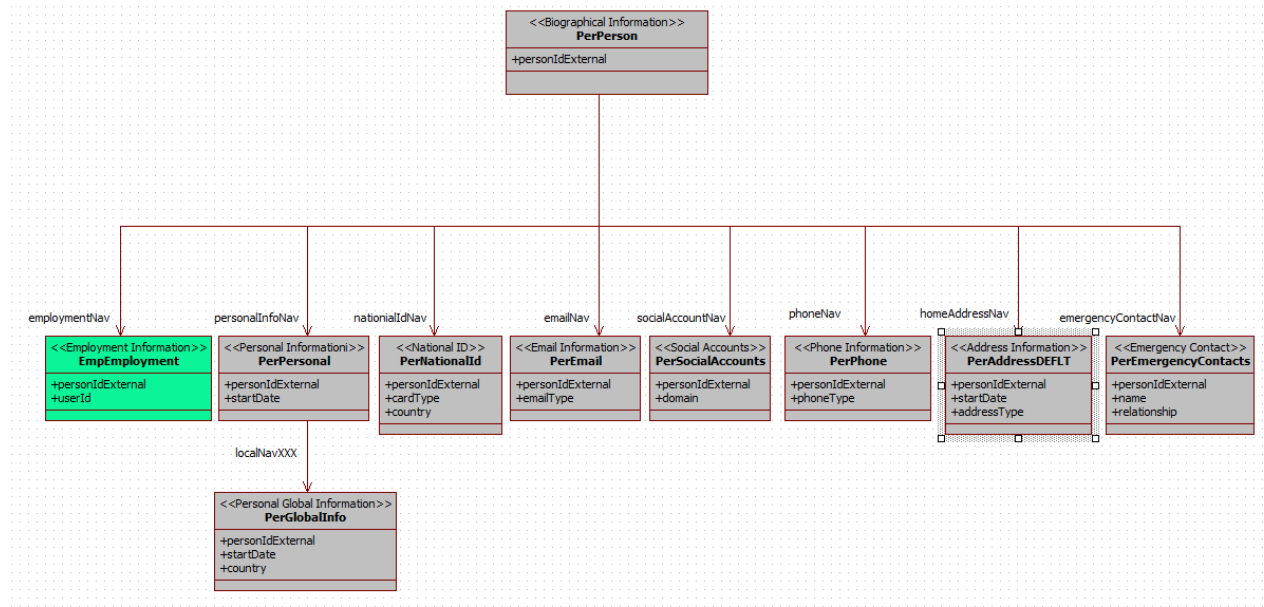 <<Biographical Information>>
PerPerson
+personIdExternal
employmentNav
personalInfoNav
nationialIdNav
emailNav
socialAccountNav
phoneNav
homeAddressNav
emergencyContactNav
<<Employment Information>>
EmpEmployment
+personIdExternal
+userId
<<Personal Informationi>>
PerPersonal
+personIdExternal
+startDate
<<National ID>>
PerNationalId
+personIdExternal
+cardType
+country
<<Email Information>>
PerEmail
+personIdExternal
+emailType
<<Social Accounts>>
PerSocialAccounts
+personIdExternal
+domain
<<Phone Information>>
PerPhone
+personIdExternal
+phoneType
<<Address Information>>
PerAddressDEFLT
+personIdExternal
+startDate
+addressType
<<Emergency Contact>>
PerEmergencyContacts
+personIdExternal
+name
+relationship
localNavXXX
<<Personal Global Information>>
PerGlobalInfo
+personIdExternal
+startDate
+country